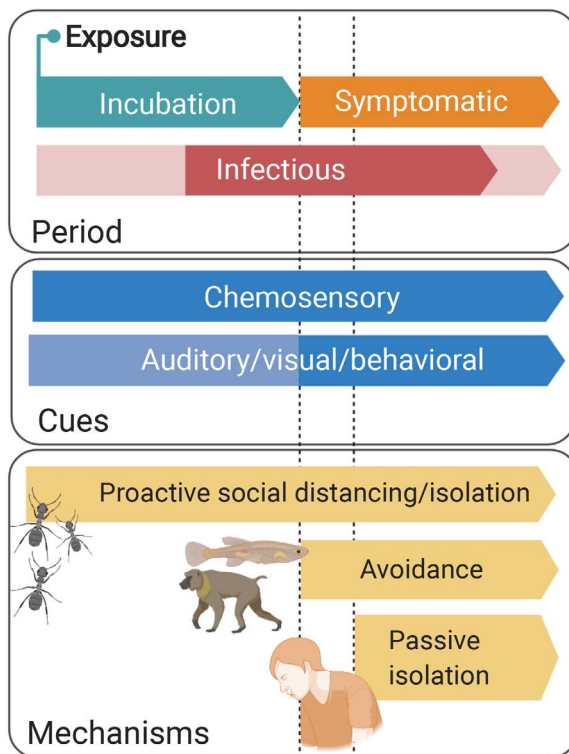 Exposure
Incubation
Symptomatic
Infectious
Period
Chemosensory
Auditory/visual/behavioral
Cues
Proactive social distancing/isolation
Avoidance
Passive
isolation
Mechanisms